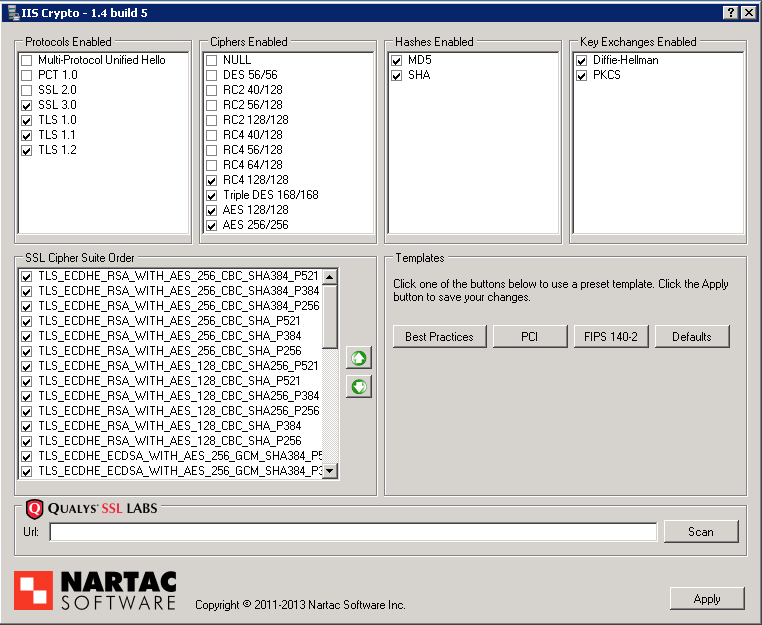 IIS Crypto - 1.4 build 5
Protocols Enabled
Multi-Protocol Unified Hello
PCT 1.0
SSL 2.0
SSL 3.0
TLS 1.0
TLS 1.1
TLS 1.2
Ciphers Enabled
NULL
DES 56/56
RC2 40/128
RC2 56/128
RC2 128/128
RC4 40/128
RC4 56/128
RC4 64/128
RC4 128/128
Triple DES 168/168
AES 128/128
AES 256/256
Hashes Enabled
MD5
SHA
Key Exchanges Enabled
Diffie-Hellman
PKCS
SSL Cipher Suite Order
TLS_ECDHE_RSA_WITH_AES_256_CBC_SHA384_P521
TLS_ECDHE_RSA_WITH_AES_256_CBC_SHA384_P384
TLS_ECDHE_RSA_WITH_AES_256_CBC_SHA384_P256
TLS_ECDHE_RSA_WITH_AES_256_CBC_SHA_P521
TLS_ECDHE_RSA_WITH_AES_256_CBC_SHA_P384
TLS_ECDHE_RSA_WITH_AES_256_CBC_SHA_P256
TLS_ECDHE_RSA_WITH_AES_128_CBC_SHA256_P521
TLS_ECDHE_RSA_WITH_AES_128_CBC_SHA_P521
TLS_ECDHE_RSA_WITH_AES_128_CBC_SHA256_P384
TLS_ECDHE_RSA_WITH_AES_128_CBC_SHA256_P256
TLS_ECDHE_RSA_WITH_AES_128_CBC_SHA_P384
TLS_ECDHE_RSA_WITH_AES_128_CBC_SHA_P256
TLS_ECDHE_ECDSA_WITH_AES_256_GCM_SHA384_P5
TLS_ECDHE_ECDSA_WITH_AES_256_GCM_SHA384_P3
Templates
Click one of the buttons below to use a preset template. Click the Apply
button to save your changes.
Best Practices
PCI
FIPS 140-2
Defaults
QUALYS' SSL LABS
Url:
Scan
NARTAC
SOFTWARE
Copyright © 2011-2013 Nartac Software Inc.
Apply